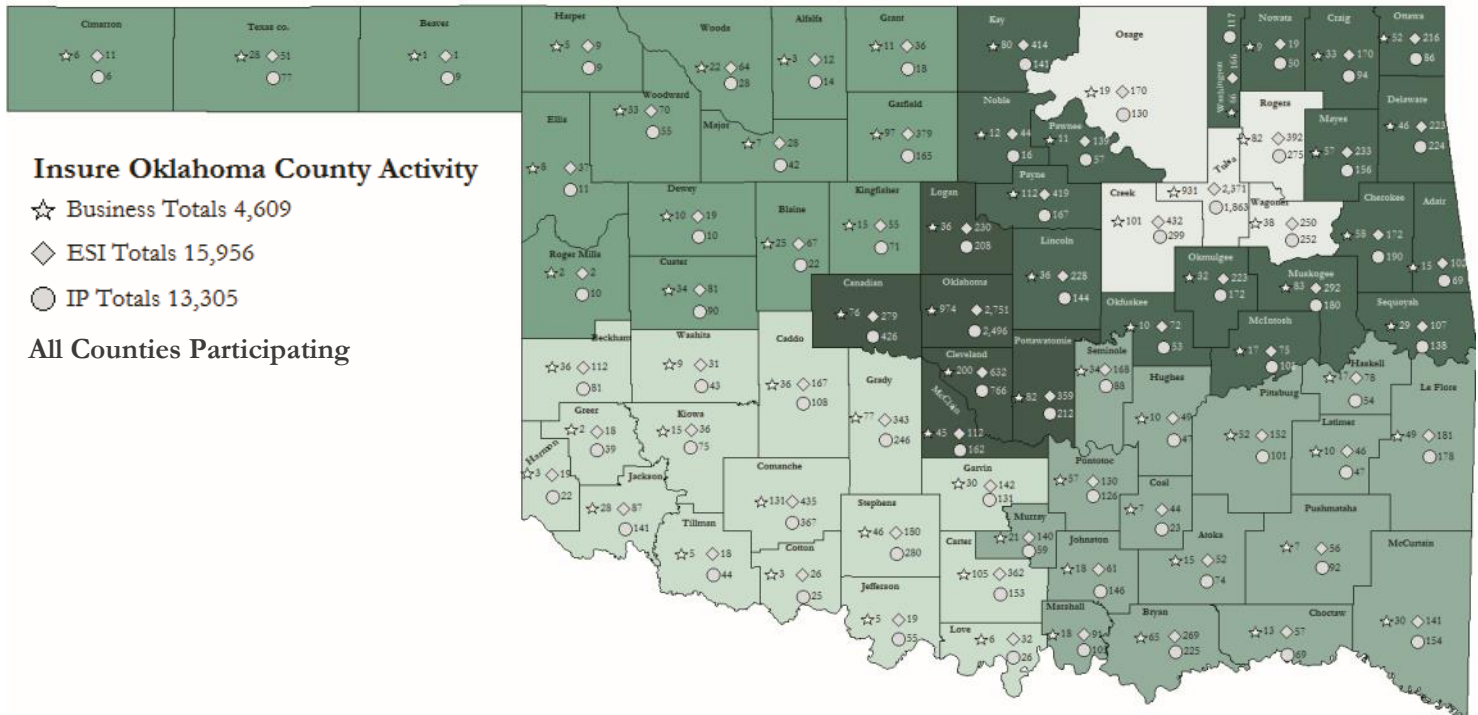 Insure Oklahoma County Activity
Business Totals 4,609
ESI Totals 15,956
IP Totals 13,305
All Counties Participating
Cimarron
6 11
6
Texas co.
28 51
77
Beaver
1 1
9
Harper
5 9
9
Woods
22 64
28
Alfalfa
3 12
14
Grant
11 36
18
Kay
80 414
141
Osage
19 170
130
Washington
66 166 117
Nowata
9 19
50
Craig
33 170
94
Ottawa
52 216
86
Ellis
8 37
11
Woodward
33 70
55
Major
7 28
42
Garfield
97 379
165
Noble
12 44
16
Pawnee
11 139
57
Rogers
82 392
275
Mayes
57 233
156
Delaware
46 223
224
Roger Mills
2 2
10
Dewey
10 19
10
Custer
34 81
90
Blaine
25 67
22
Kingfisher
15 55
71
Logan
36 230
208
Payne
112 419
167
Creek
101 432
299
Tulsa
931 2,371
1,863
Wagoner
38 250
252
Cherokee
58 172
190
Adair
15 102
69
Canadian
76 279
426
Oklahoma
974 2,751
2,496
Lincoln
36 228
144
Okmulgee
32 223
172
Muskogee
83 292
180
Okfuskee
10 72
53
McIntosh
17 75
Sequoyah
29 107
138
Beckham
36 112
81
Washita
9 31
43
Caddo
36 167
108
Grady
77 343
246
Cleveland
200 632
766
McClain
45 112
162
Pottawatomie
82 359
212
Seminole
34 168
88
Hughes
10 49
47
Pittsburg
52 152
101
Haskell
17 78
54
Le Flore
49 181
178
Latimer
10 46
47
Greer
2 18
39
Kiowa
15 36
75
Harmon
3 19
22
Jackson
28 87
141
Comanche
131 435
367
Tillman
5 18
44
Cotton
3 26
25
Stephens
46 180
280
Garvin
30 142
131
Murray
21 140
59
Pontotoc
57 130
126
Coal
7 44
23
Carter
105 362
153
Johnston
18 61
146
Atoka
15 52
74
Pushmataha
7 56
92
McCurtain
30 141
154
Jefferson
5 19
55
Love
6 32
26
Marshall
18 91
Bryan
65 269
225
Choctaw
13 57
69